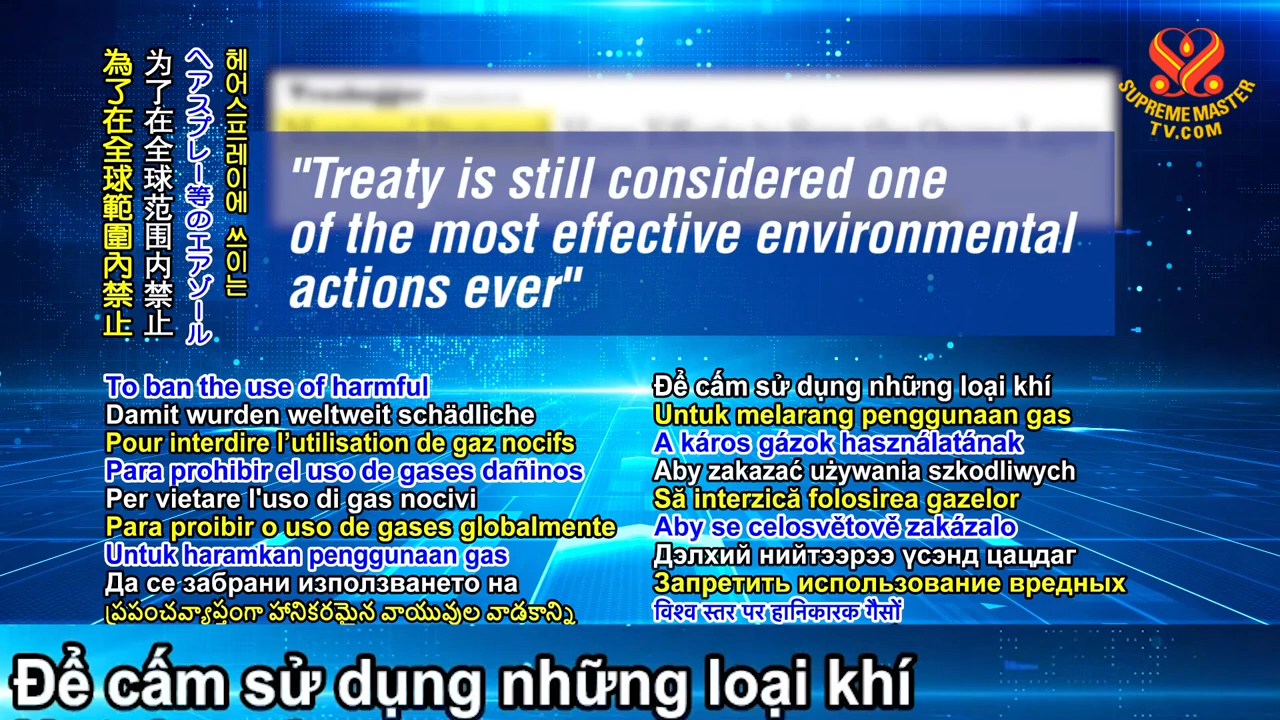 為了在全球範圍內禁止
为了在全球范围内禁止
ヘアスプレー等のエアゾール
헤어스프레이에 쓰이는
"Treaty is still considered one
of the most effective environmental
actions ever"
SUPREME MASTER
TV.COM
To ban the use of harmful
Damit wurden weltweit schädliche
Pour interdire l’utilisation de gaz nocifs
Para prohibir el uso de gases dañinos
Per vietare l'uso di gas nocivi
Para proibir o uso de gases globalmente
Untuk haramkan penggunaan gas
Да се забрани използването на
ప్రపంచవ్యాప్తంగా హానికరమైన వాయువుల వాడకాన్ని
Để cấm sử dụng những loại khí
Untuk melarang penggunaan gas
A káros gázok használatának
Aby zakazać używania szkodliwych
Să interzică folosirea gazelor
Aby se celosvětově zakázalo
Дэлхий нийтээрээ үсэнд цацдаг
Запретить использование вредных
विश्व स्तर पर हानिकारक गैसों
Để cấm sử dụng những loại khí